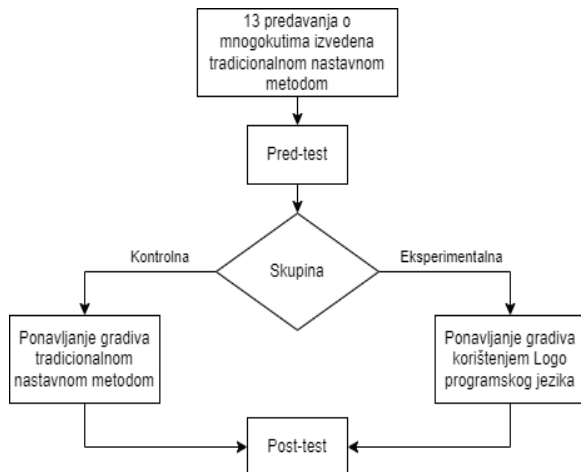 13 predavanja o
mnogokutima izvedena
tradicionalnom nastavnom
metodom
Pred-test
Skupina
Kontrolna
Eksperimentalna
Ponavljanje gradiva
tradicionalnom
nastavnom metodom
Ponavljanje gradiva
korištenjem Logo
programskog jezika
Post-test